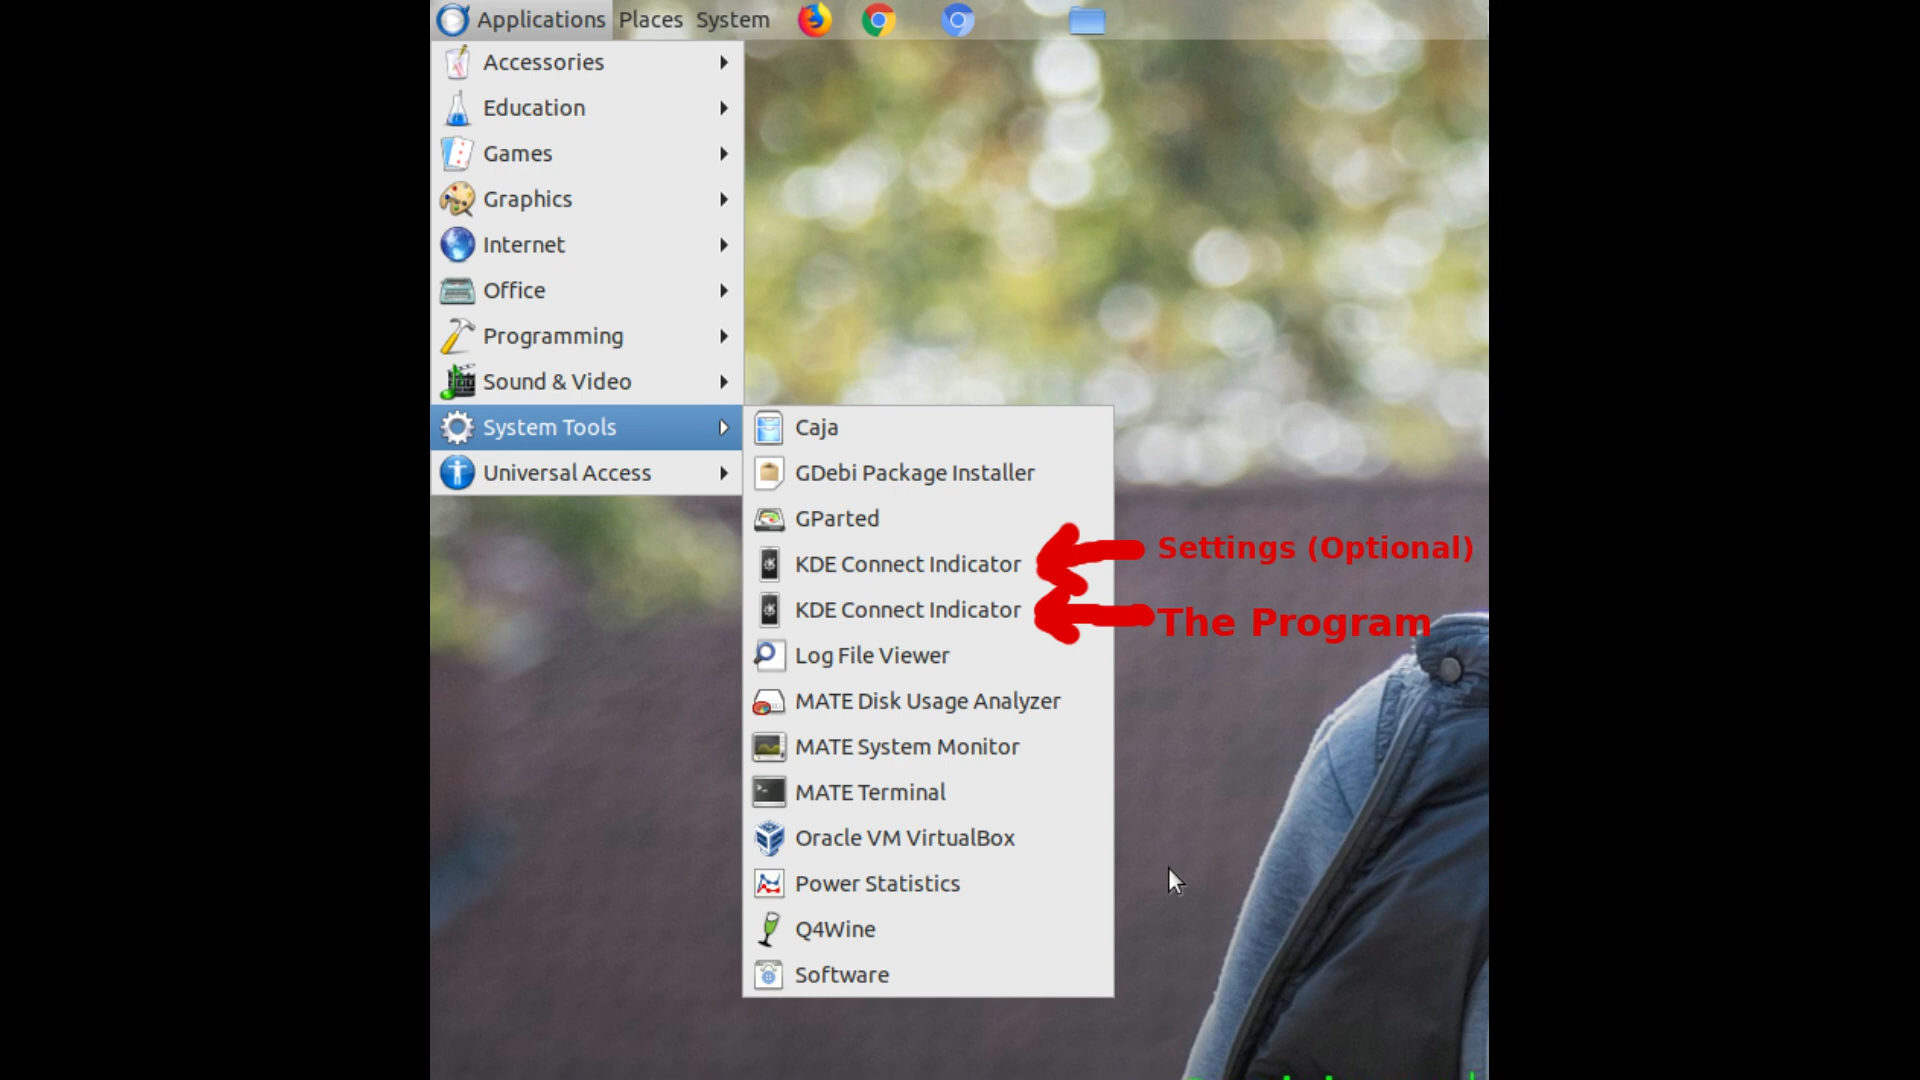 Applications Places System
Accessories
Education
Games
Graphics
Internet
Office
Programming
Sound & Video
System Tools
Universal Access
Caja
GDebi Package Installer
GParted
KDE Connect Indicator
Settings (Optional)
KDE Connect Indicator
The Program
Log File Viewer
MATE Disk Usage Analyzer
MATE System Monitor
MATE Terminal
Oracle VM VirtualBox
Power Statistics
Q4Wine
Software